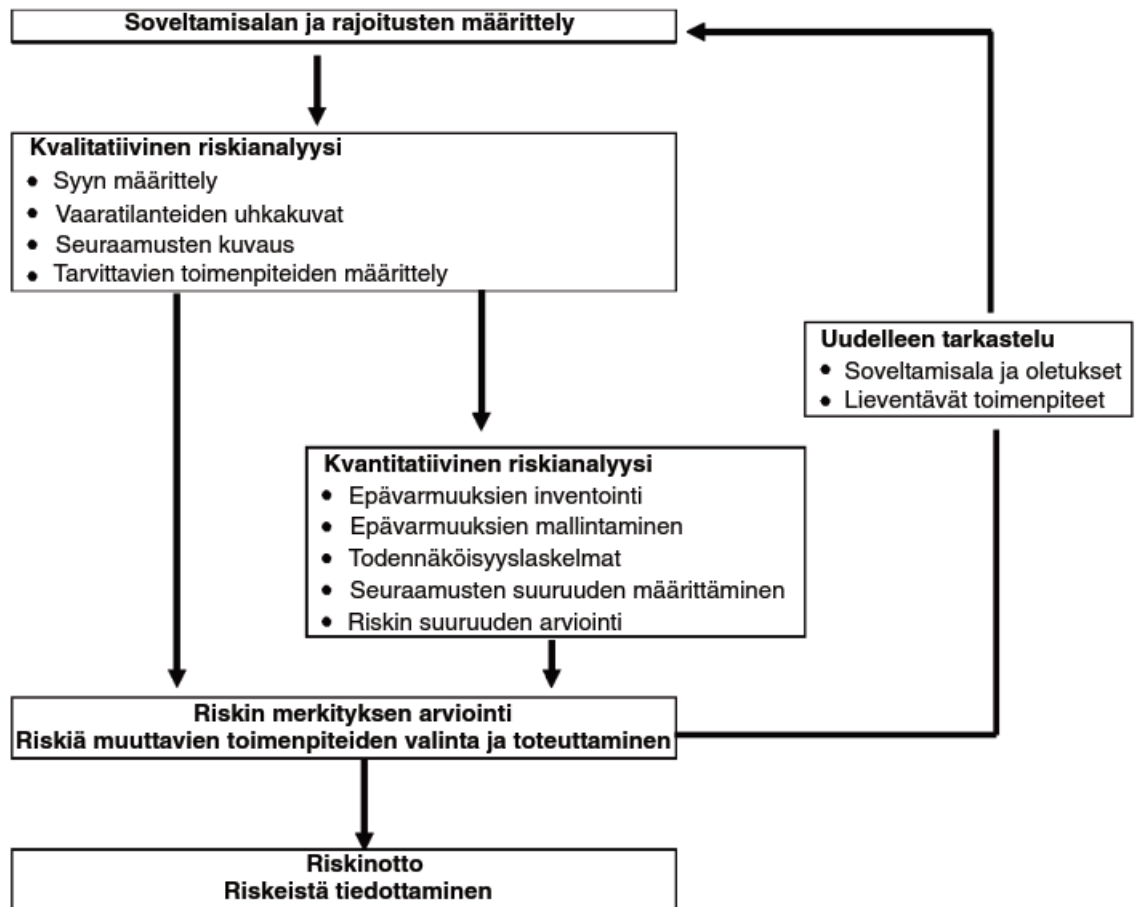 Soveltamisalan ja rajoitusten määrittely
Kvalitatiivinen riskianalyysi
• Syyn määrittely
• Vaaratilanteiden uhkakuvat
• Seuraamusten kuvaus
• Tarvittavien toimenpiteiden määrittely
Uudelleen tarkastelu
• Soveltamisala ja oletukset
• Lieventävät toimenpiteet
Kvantitatiivinen riskianalyysi
• Epävarmuuksien inventointi
• Epävarmuuksien mallintaminen
• Todennäköisyyslaskelmat
• Seuraamusten suuruuden määrittäminen
• Riskin suuruuden arviointi
Riskin merkityksen arviointi
Riskiä muuttavien toimenpiteiden valinta ja toteuttaminen
Riskinotto
Riskeistä tiedottaminen